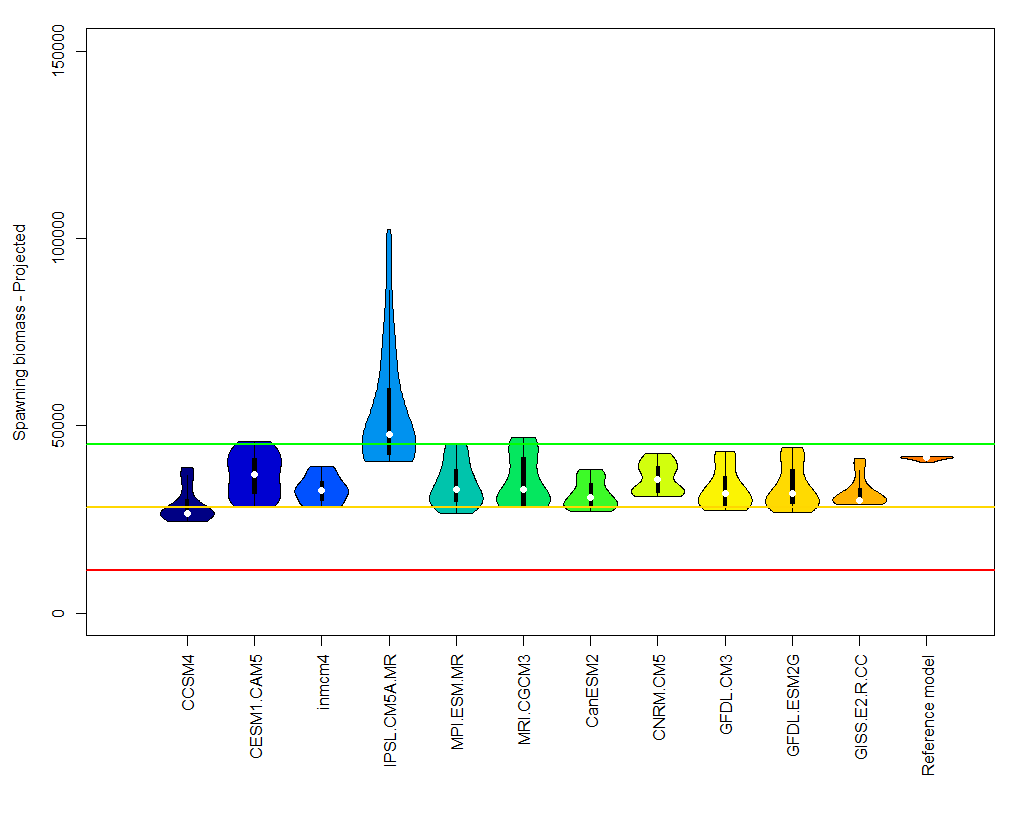 Spawning biomass - Projected
150000
100000
50000
0
CCSM4
CESM1.CAM5
inmcm4
IPSL.CM5A.MR
MPI.ESM.MR
MRI.CGCM3
CanESM2
CNRM.CM5
GFDL.CM3
GFDL.ESM2G
GISS.E2.R.CC
Reference model